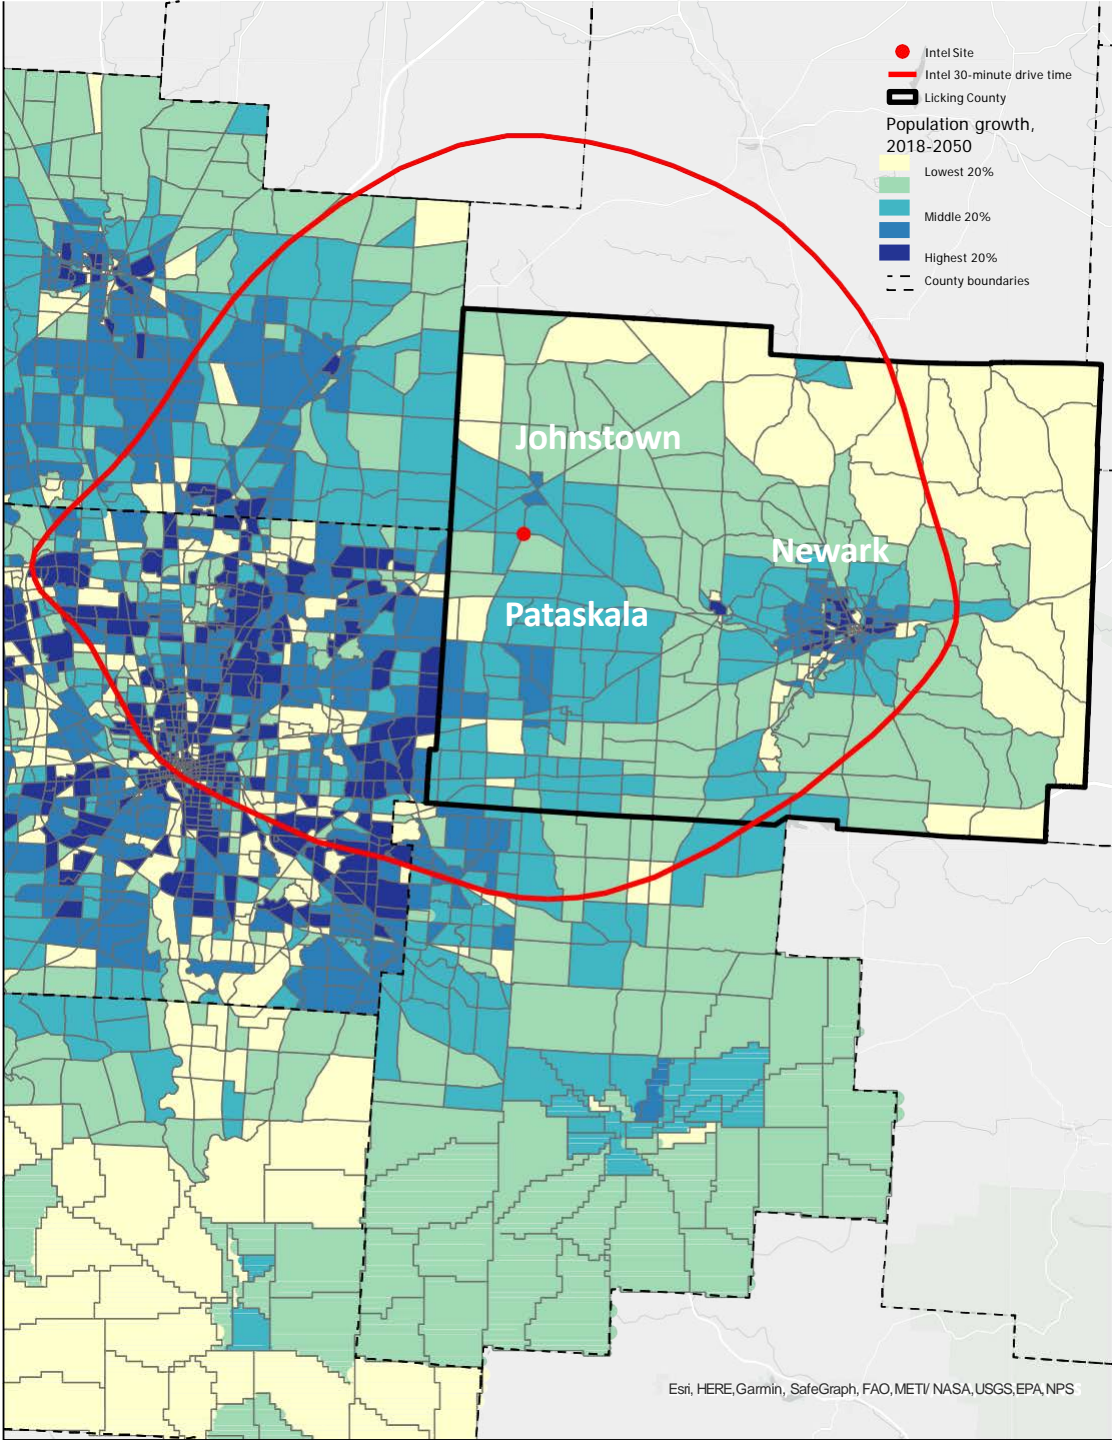 Intel Site
Intel 30-minute drive time
Licking County
Population growth,
2018-2050
Lowest 20%
Middle 20%
Highest 20%
County boundaries
Johnstown
Newark
Pataskala
Esri, HERE, Garmin, SafeGraph, FAO, METI/ NASA, USGS, EPA, NPS